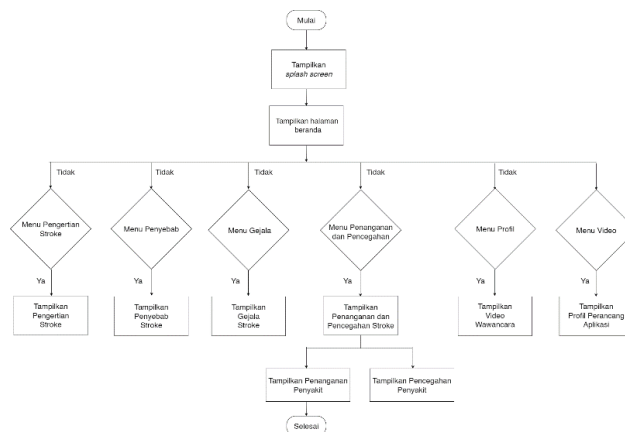 Mulai
Tampilkan
splash screen
Tampilkan halaman
beranda
Tidak
Tidak
Tidak
Tidak
Tidak
Menu Pengertian
Stroke
Menu Penyebab
Menu Gejala
Menu Penanganan
dan Pencegahan
Menu Profil
Menu Video
Ya
Ya
Ya
Ya
Ya
Ya
Tampilkan
Pengertian
Stroke
Tampilkan
Penyebab
Stroke
Tampilkan
Gejala
Stroke
Tampilkan
Penanganan dan
Pencegahan Stroke
Tampilkan
Video
Wawancara
Tampilkan
Profil Perancang
Aplikasi
Tampilkan Penanganan
Penyakit
Tampilkan Pencegahan
Penyakit
Selesai